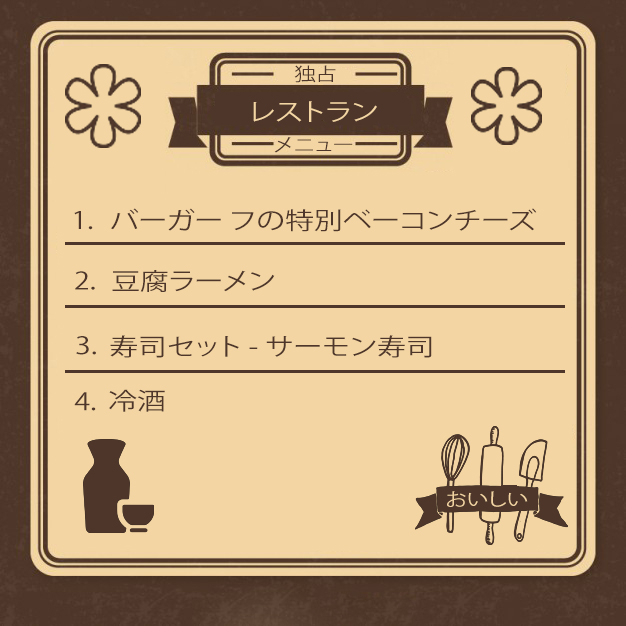 独占
レストラン
メニュー
1. バーガー フの特別ベーコンチーズ
2. 豆腐ラーメン
3. 寿司セット - サーモン寿司
4. 冷酒
おいしい